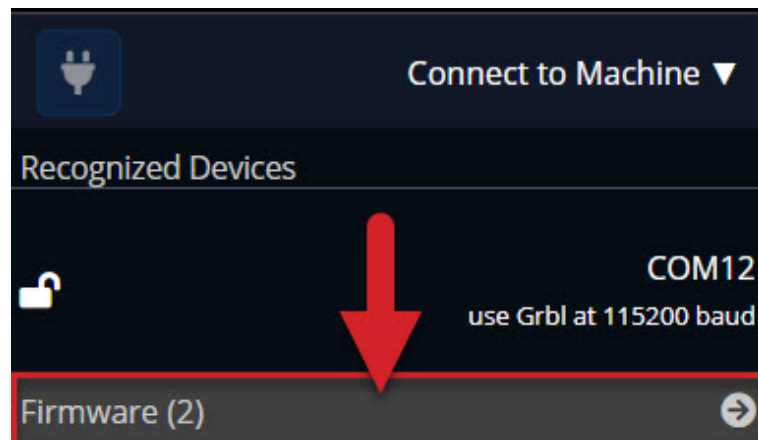 Connect to Machine ▼
Recognized Devices
COM12
use Grbl at 115200 baud
Firmware (2)